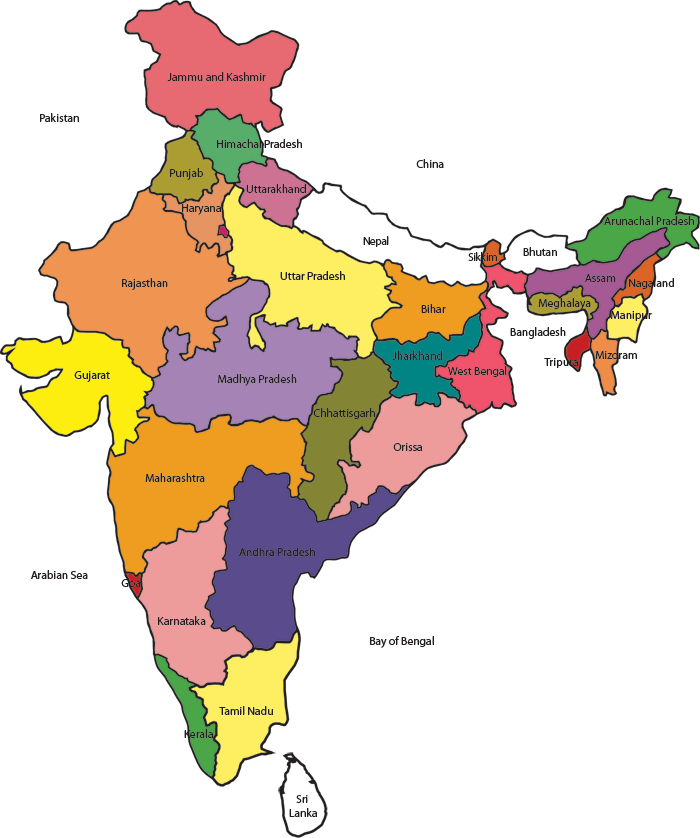 Jammu and Kashmir
Pakistan
Himachal Pradesh
China
Punjab
Uttarakhand
Haryana
Arunachal Pradesh
Nepal
Bhutan
Sikkim
Uttar Pradesh
Assam
Rajasthan
Nagaland
Meghalaya
Bihar
Manipur
Bangladesh
Jharkhand
Mizoram
Tripura
Gujarat
West Bengal
Madhya Pradesh
Chhattisgarh
Orissa
Maharashtra
Andhra Pradesh
Arabian Sea
Goa
Karnataka
Bay of Bengal
Tamil Nadu
Kerala
Sri
Lanka